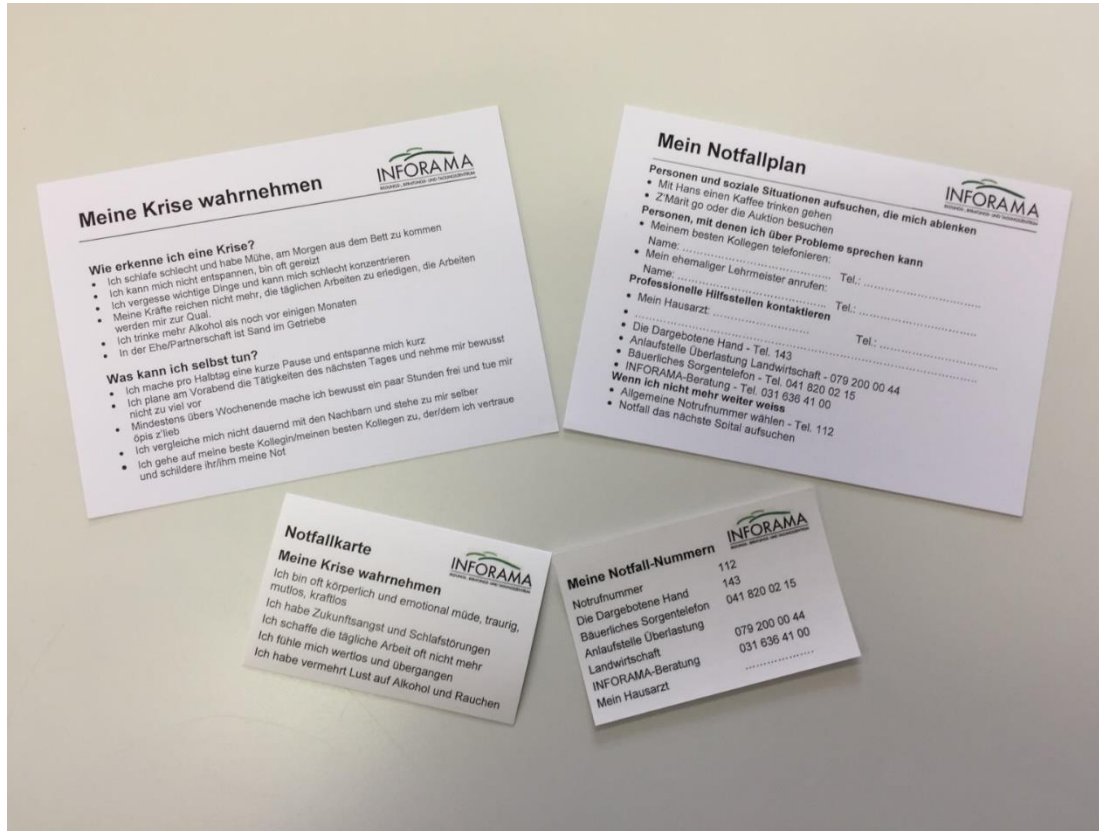 Meine Krise wahrnehmen
INFORAMA
BILDUNGS-, BERATUNGS- UND TAGUNGSZENTRUM
Wie erkenne ich eine Krise?
• Ich schlafe schlecht und habe Mühe, am Morgen aus dem Bett zu kommen
• Ich kann mich nicht entspannen, bin oft gereizt
• Ich vergesse wichtige Dinge und kann mich schlecht konzentrieren
• Meine Kräfte reichen nicht mehr, die täglichen Arbeiten zu erledigen, die Arbeiten
werden mir zur Qual.
• Ich trinke mehr Alkohol als noch vor einigen Monaten
• In der Ehe/Partnerschaft ist Sand im Getriebe
Was kann ich selbst tun?
• Ich mache pro Halbtag eine kurze Pause und entspanne mich kurz
• Ich plane am Vorabend die Tätigkeiten des nächsten Tages und nehme mir bewusst
nicht zu viel vor
• Mindestens übers Wochenende mache ich bewusst ein paar Stunden frei und tue mir
öpis z'lieb
• Ich vergleiche mich nicht dauernd mit den Nachbarn und stehe zu mir selber
• Ich gehe auf meine beste Kollegin/meinen besten Kollegen zu, der/dem ich vertraue
und schildere ihr/ihm meine Not
Mein Notfallplan
INFORAMA
BILDUNGS-, BERATUNGS- UND TAGUNGSZENTRUM
Personen und soziale Situationen aufsuchen, die mich ablenken
• Mit Hans einen Kaffee trinken gehen
• Z'Märit go oder die Auktion besuchen
Personen, mit denen ich über Probleme sprechen kann
• Meinem besten Kollegen telefonieren:
Name: .................................... Tel.: ..............................
• Mein ehemaliger Lehrmeister anrufen:
Name: .................................... Tel.: ..............................
Professionelle Hilfsstellen kontaktieren
• Mein Hausarzt: .............................. Tel.: ..............................
• ....................................................................................
• Die Dargebotene Hand - Tel. 143
• Anlaufstelle Überlastung Landwirtschaft - 079 200 00 44
• Bäuerliches Sorgentelefon - Tel. 041 820 02 15
• INFORAMA-Beratung - Tel. 031 636 41 00
Wenn ich nicht mehr weiter weiss
• Allgemeine Notrufnummer wählen - Tel. 112
• Notfall das nächste Spital aufsuchen
Notfallkarte
INFORAMA
BILDUNGS-, BERATUNGS- UND TAGUNGSZENTRUM
Meine Krise wahrnehmen
Ich bin oft körperlich und emotional müde, traurig,
mutlos, kraftlos
Ich habe Zukunftsangst und Schlafstörungen
Ich schaffe die tägliche Arbeit oft nicht mehr
Ich fühle mich wertlos und übergangen
Ich habe vermehrt Lust auf Alkohol und Rauchen
INFORAMA
BILDUNGS-, BERATUNGS- UND TAGUNGSZENTRUM
Meine Notfall-Nummern
Notrufnummer 112
Die Dargebotene Hand 143
Bäuerliches Sorgentelefon 041 820 02 15
Anlaufstelle Überlastung
Landwirtschaft 079 200 00 44
INFORAMA-Beratung 031 636 41 00
Mein Hausarzt ....................